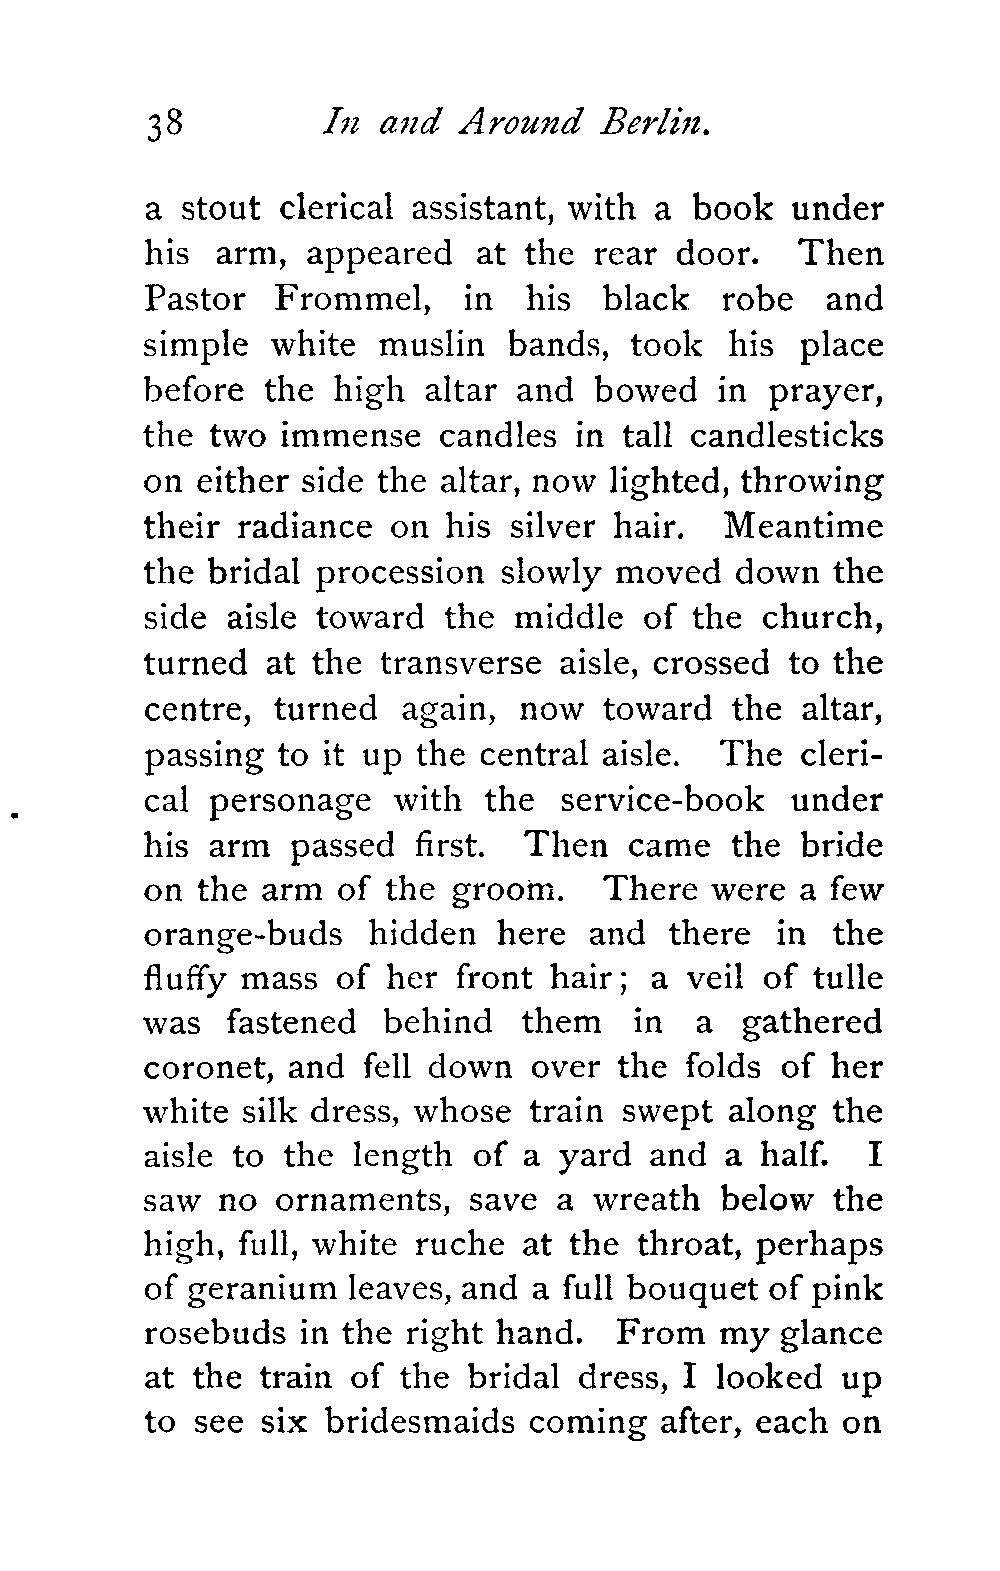 38 In and Around Berlin.
a stout clerical assistant, with a book under
his arm, appeared at the rear door. Then
Pastor Frommel, in his black robe and
simple white muslin bands, took his place
before the high altar and bowed in prayer,
the two immense candles in tall candlesticks
on either side the altar, now lighted, throwing
their radiance on his silver hair. Meantime
the bridal procession slowly moved down the
side aisle toward the middle of the church,
turned at the transverse aisle, crossed to the
centre, turned again, now toward the altar,
passing to it up the central aisle. The cleri-
cal personage with the service-book under
his arm passed first. Then came the bride
on the arm of the groom. There were a few
orange-buds hidden here and there in the
fluffy mass of her front hair; a veil of tulle
was fastened behind them in a gathered
coronet, and fell down over the folds of her
white silk dress, whose train swept along the
aisle to the length of a yard and a half. I
saw no ornaments, save a wreath below the
high, full, white ruche at the throat, perhaps
of geranium leaves, and a full bouquet of pink
rosebuds in the right hand. From my glance
at the train of the bridal dress, I looked up
to see six bridesmaids coming after, each on